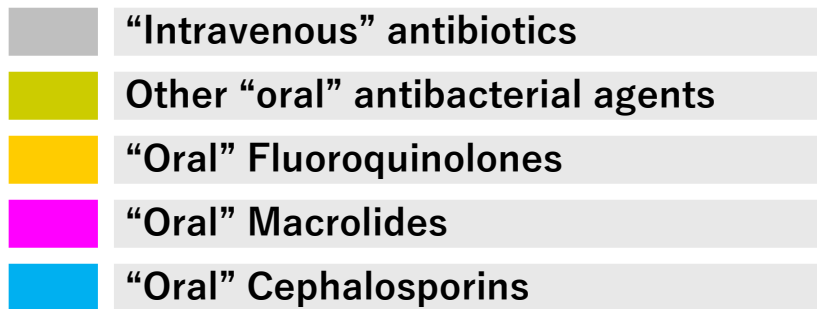 “Intravenous” antibiotics
Other “oral” antibacterial agents
“Oral” Fluoroquinolones
“Oral” Macrolides
“Oral” Cephalosporins